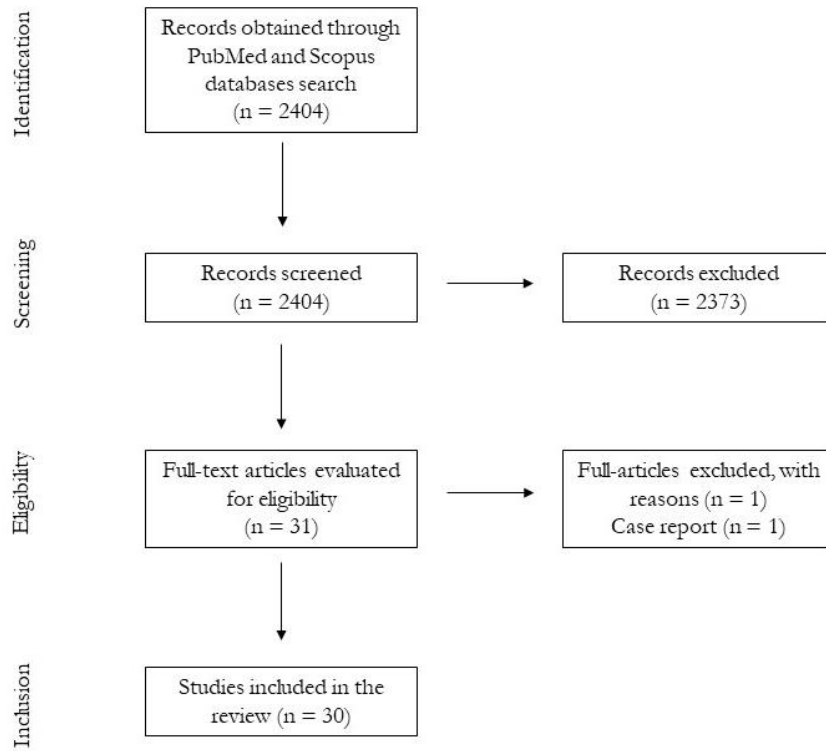 Identification
Records obtained through
PubMed and Scopus
databases search
(n = 2404)
Screening
Records screened
(n = 2404)
Records excluded
(n = 2373)
Eligibility
Full-text articles evaluated
for eligibility
(n = 31)
Full-articles excluded, with
reasons (n = 1)
Case report (n = 1)
Inclusion
Studies included in the
review (n = 30)